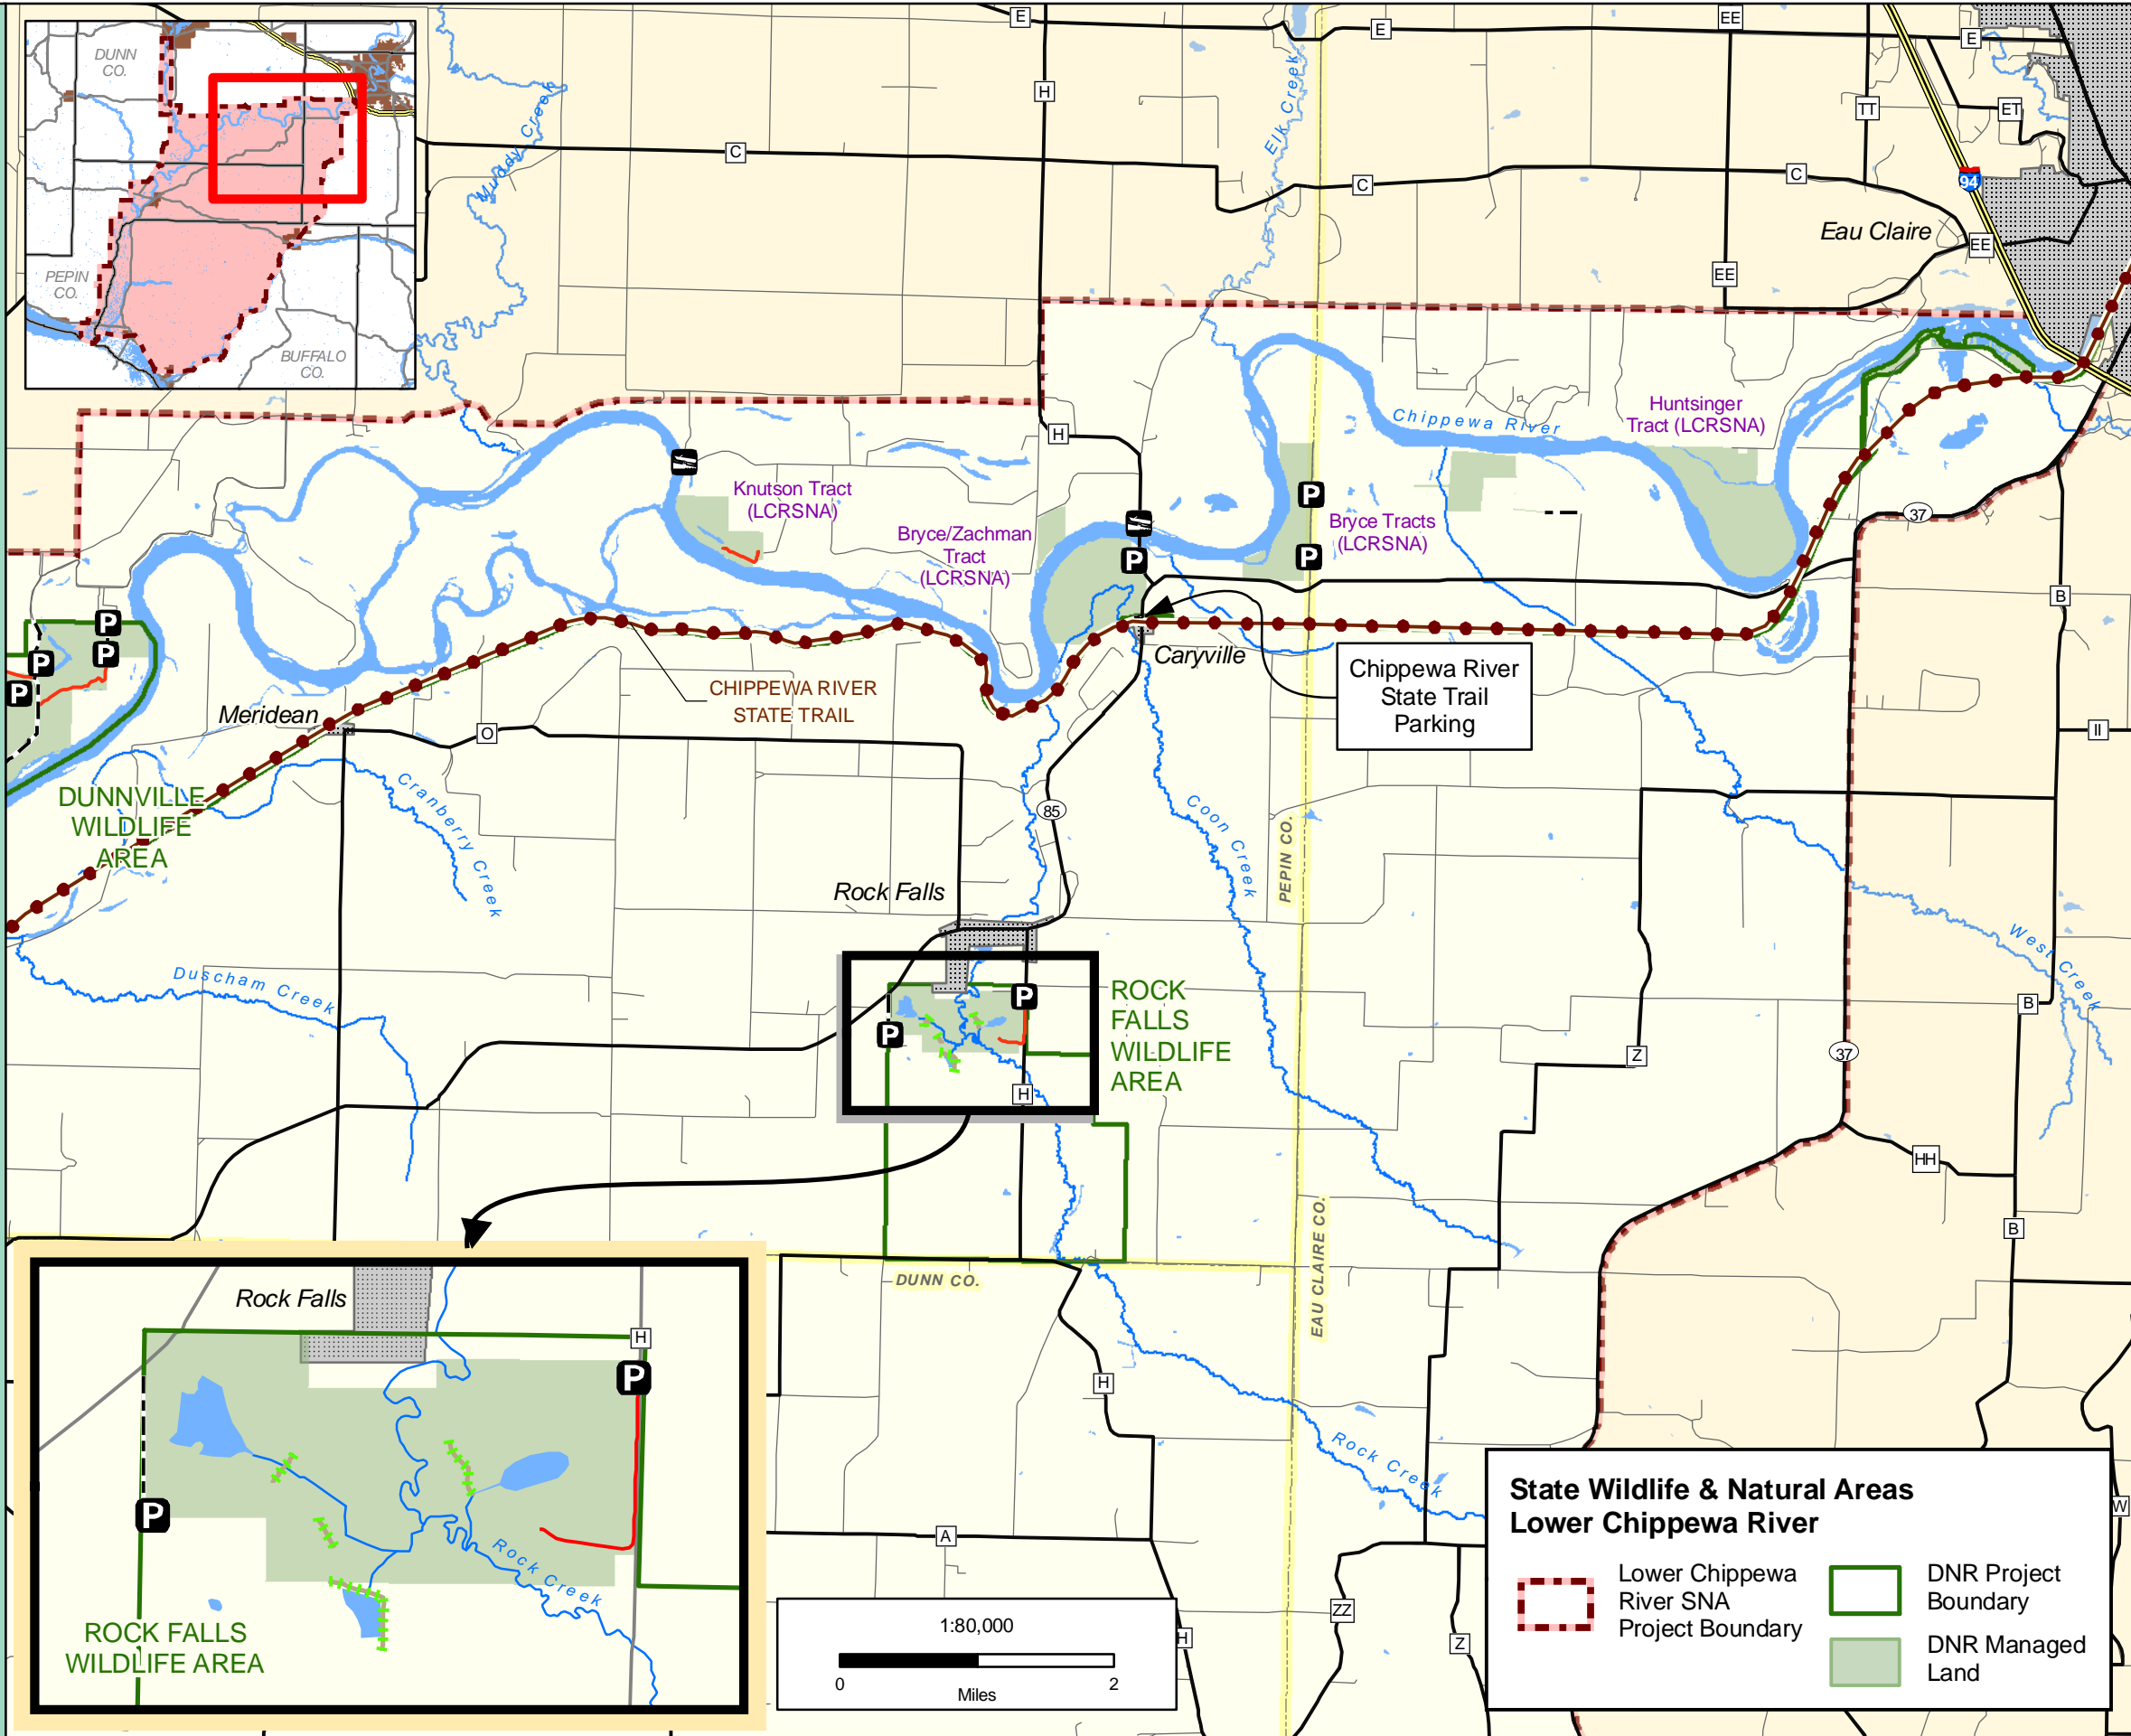 DUNN
CO.
PEPIN
CO.
BUFFALO
CO.
E
E
EE
E
H
TT
ET
Muddy Creek
Elk Creek
C
C
C
94
Eau Claire
EE
EE
H
Chippewa River
Huntsinger
Tract (LCRSNA)
Knutson Tract
(LCRSNA)
Bryce/Zachman
Tract
(LCRSNA)
P
P
P
Bryce Tracts
(LCRSNA)
37
B
P
P
P
P
Caryville
Chippewa River
State Trail
Parking
CHIPPEWA RIVER
STATE TRAIL
Meridean
O
II
DUNNVILLE
WILDLIFE
AREA
Cranberry Creek
85
Coon Creek
PEPIN CO.
Rock Falls
West Creek
Duscham Creek
P
P
ROCK
FALLS
WILDLIFE
AREA
H
B
Z
37
HH
B
EAU CLAIRE CO.
DUNN CO.
Rock Falls
H
P
P
Rock Creek
ROCK FALLS
WILDLIFE AREA
H
Rock Creek
A
ZZ
Z
H
W
1:80,000
0
2
Miles
State Wildlife & Natural Areas
Lower Chippewa River
Lower Chippewa
River SNA
Project Boundary
DNR Project
Boundary
DNR Managed
Land